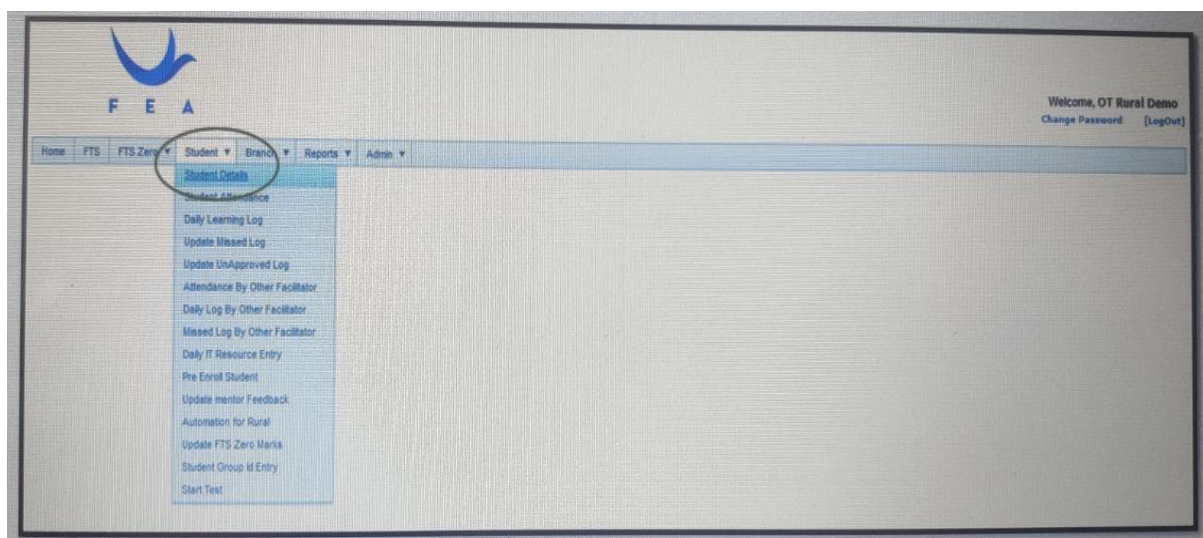 F E A
Welcome, OT Rural Demo
Change Password [LogOut]
Home FTS FTS Zero Student Branch Reports Admin
Student Details
Student Attendance
Daily Learning Log
Update Missed Log
Update UnApproved Log
Attendance By Other Facilitator
Daily Log By Other Facilitator
Missed Log By Other Facilitator
Daily IT Resource Entry
Pre Enroll Student
Update mentor Feedback
Automation for Rural
Update FTS Zero Marks
Student Group id Entry
Start Test